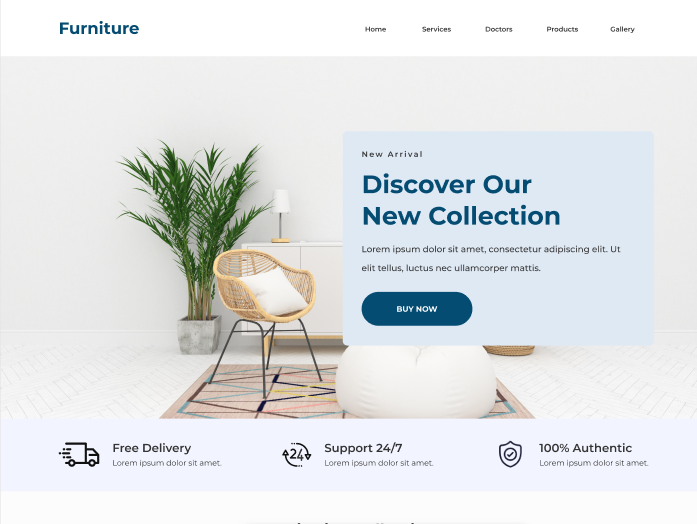 Furniture
Home Services Doctors Products Gallery
New Arrival
Discover Our
New Collection
Lorem ipsum dolor sit amet, consectetur adipiscing elit. Ut
elit tellus, luctus nec ullamcorper mattis.
BUY NOW
24
Free Delivery
Lorem ipsum dolor sit amet.
Support 24/7
Lorem ipsum dolor sit amet.
100% Authentic
Lorem ipsum dolor sit amet.